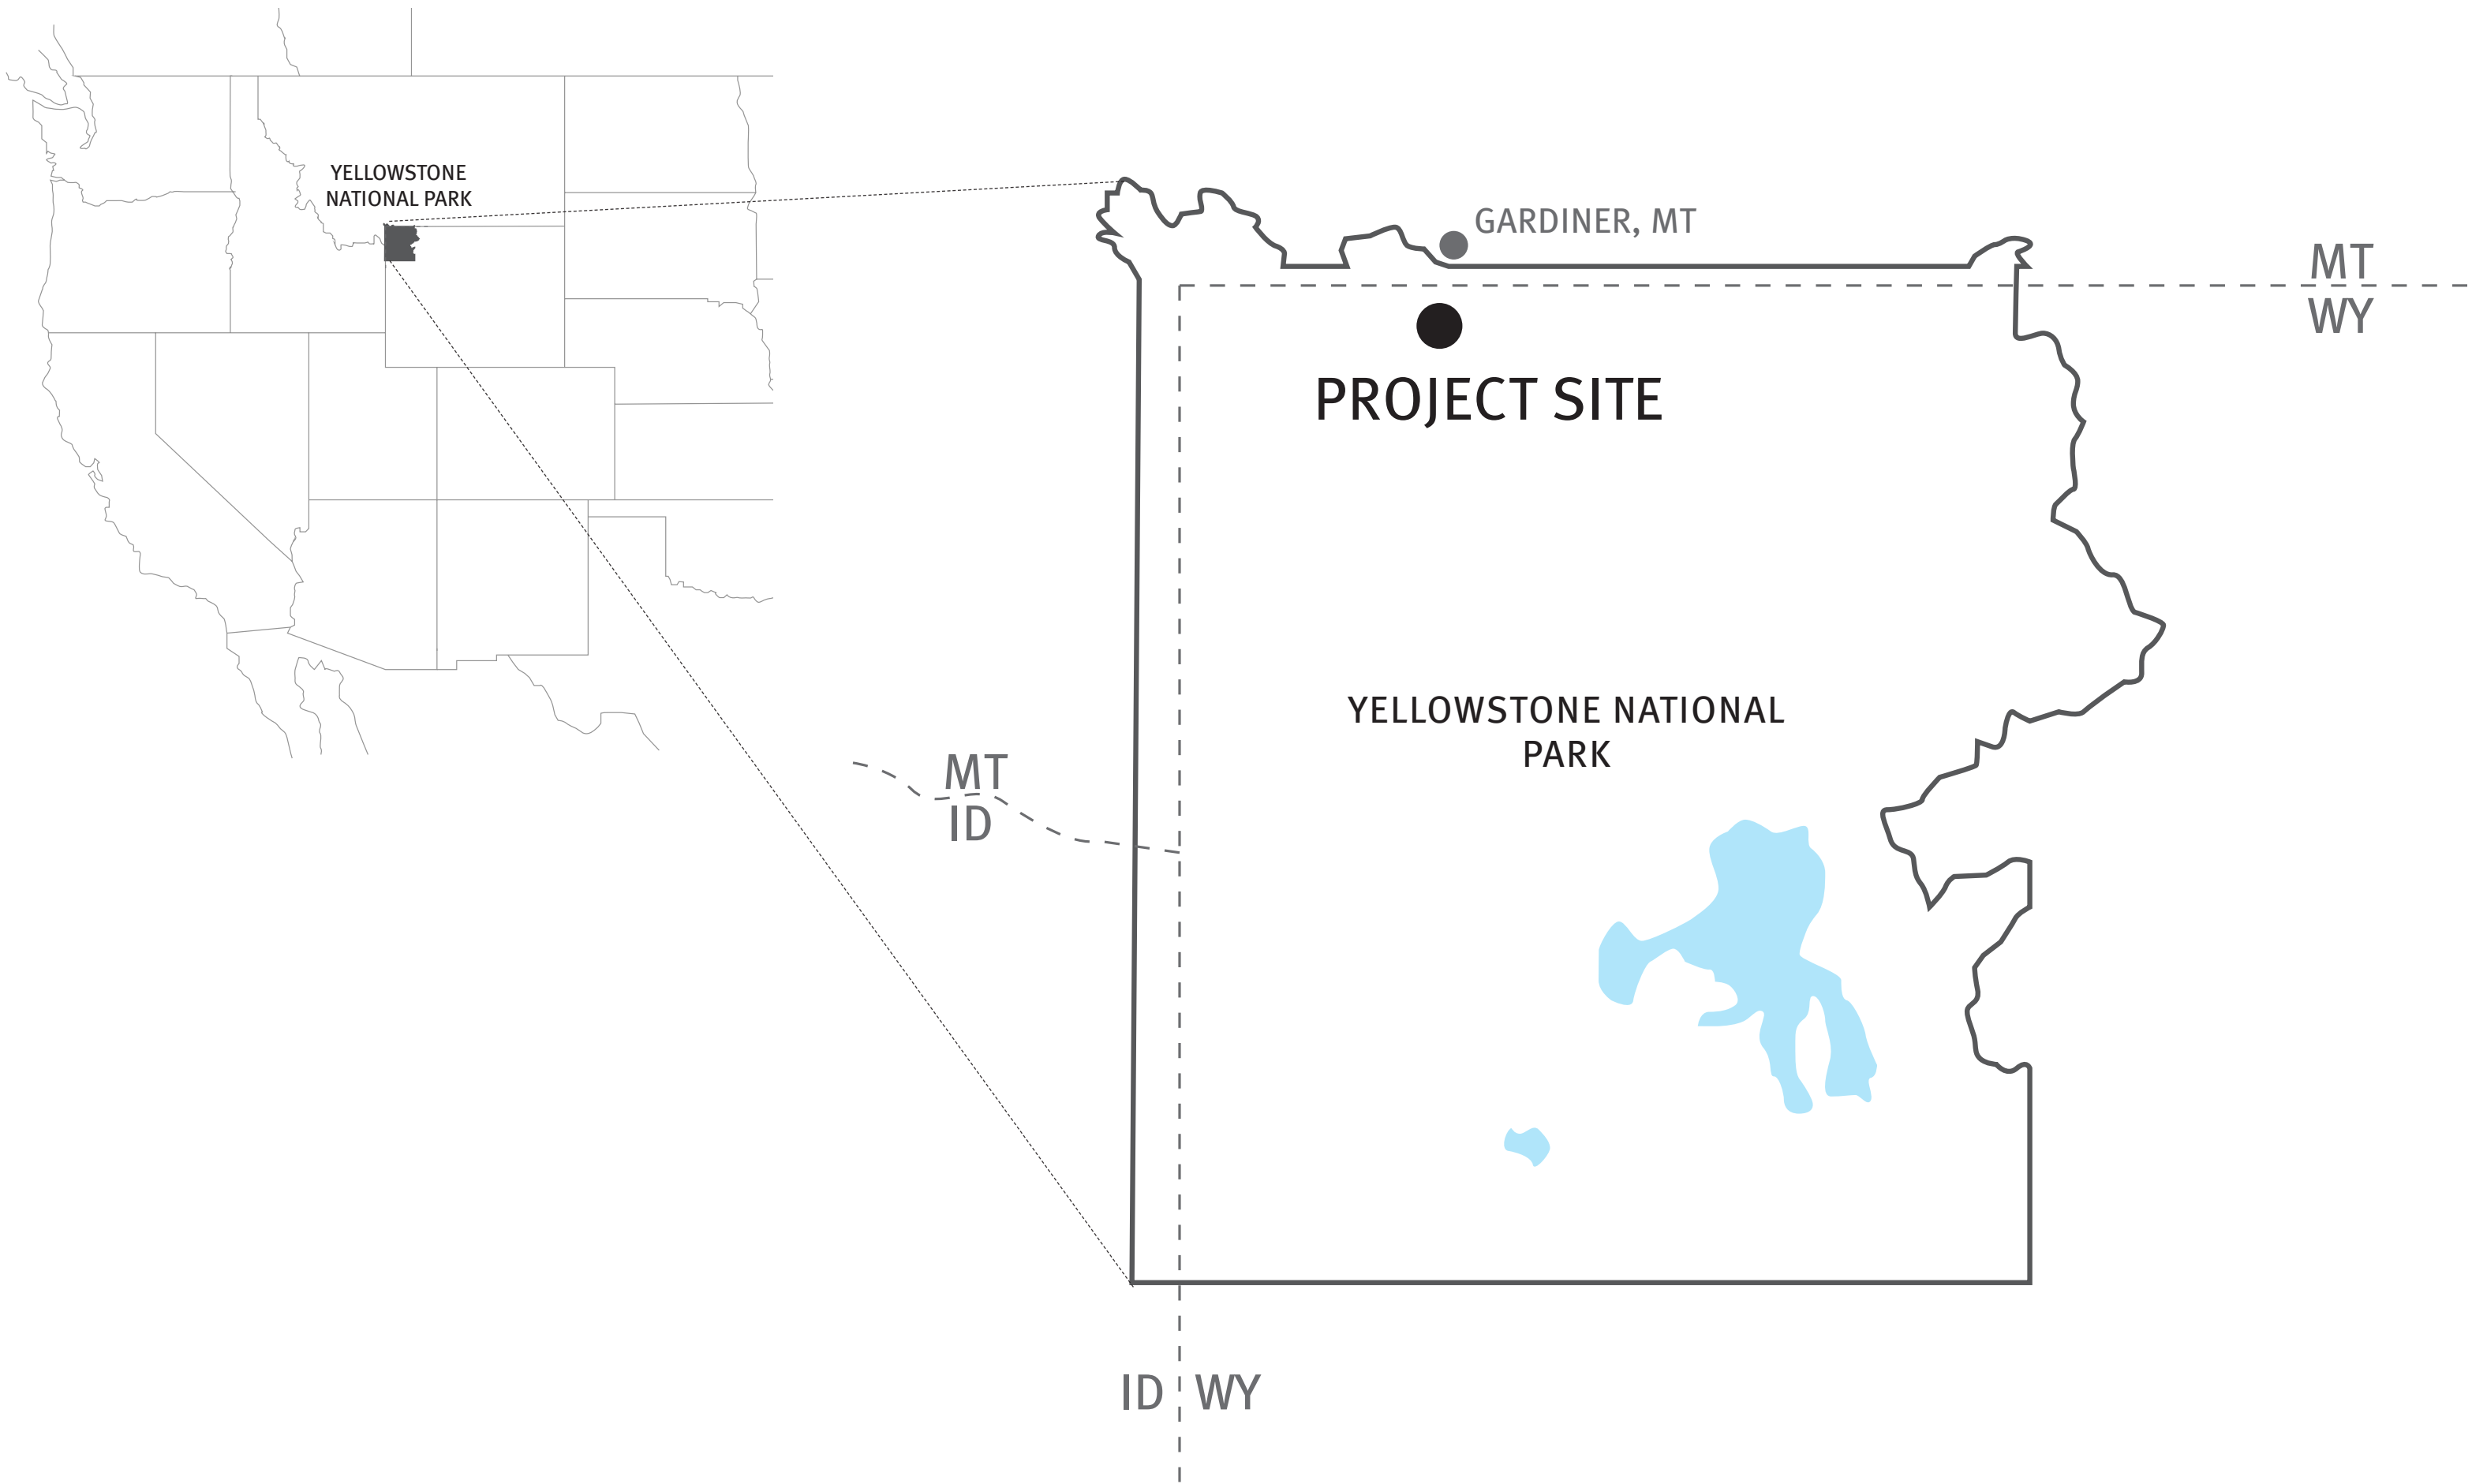 YELLOWSTONE
NATIONAL PARK
GARDINER, MT
MT
WY
PROJECT SITE
YELLOWSTONE NATIONAL
PARK
MT
ID
ID
WY